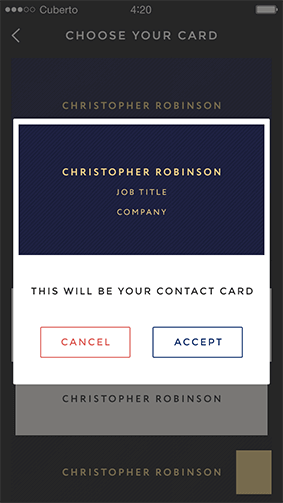 Cuberto 4:20
CHOOSE YOUR CARD
CHRISTOPHER ROBINSON
CHRISTOPHER ROBINSON
JOB TITLE
COMPANY
THIS WILL BE YOUR CONTACT CARD
CANCEL ACCEPT
CHRISTOPHER ROBINSON
CHRISTOPHER ROBINSON